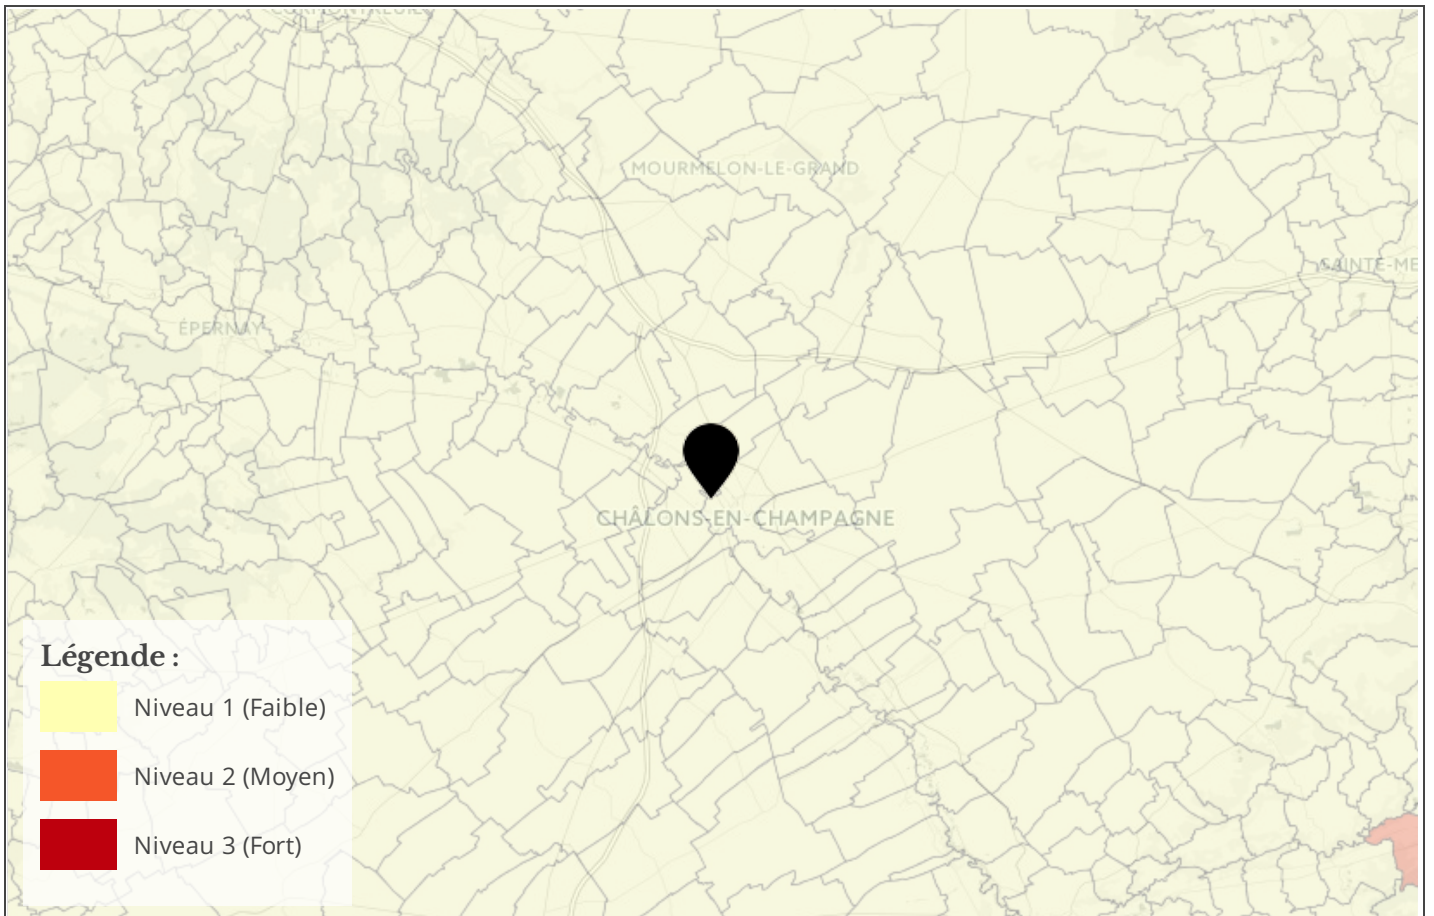 CORMONTREUIL
MOURMELON-LE-GRAND
SAINTE-ME
ÉPERNAY
CHÂLONS-EN-CHAMPAGNE
Légende :
Niveau 1 (Faible)
Niveau 2 (Moyen)
Niveau 3 (Fort)